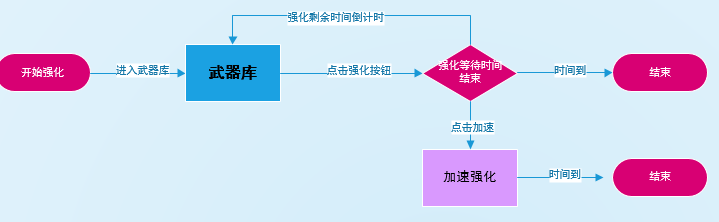 强化剩余时间倒计时
开始强化
进入武器库
武器库
点击强化按钮
强化等待时间
结束
时间到
结束
点击加速
加速强化
时间到
结束